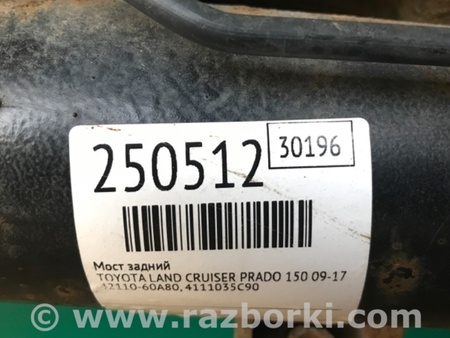 250512
30196
Мост задний
TOYOTA LAND CRUISER PRADO 150 09-17
42110-60A80, 4111035C90
www.razborki.com